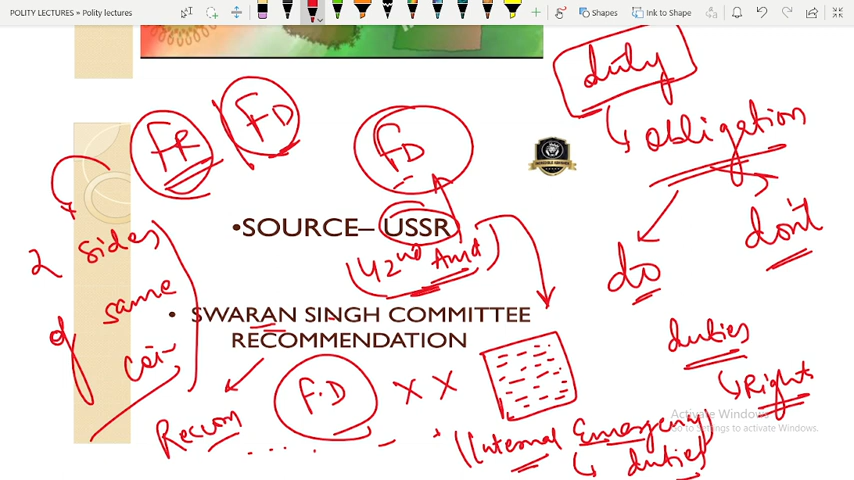 POLITY LECTURES » Polity lectures
Shapes
Ink to Shape
duty
FR
FD
FD
obligation
•SOURCE– USSR
42nd Amd
2 sides
of same
coi-
don't
do
• SWARAN SINGH COMMITTEE
RECOMMENDATION
duties
Rights
F.D
X X
Recom
....
Internal Emergency
duties
Activate Windows
Go to Settings to activate Windows.